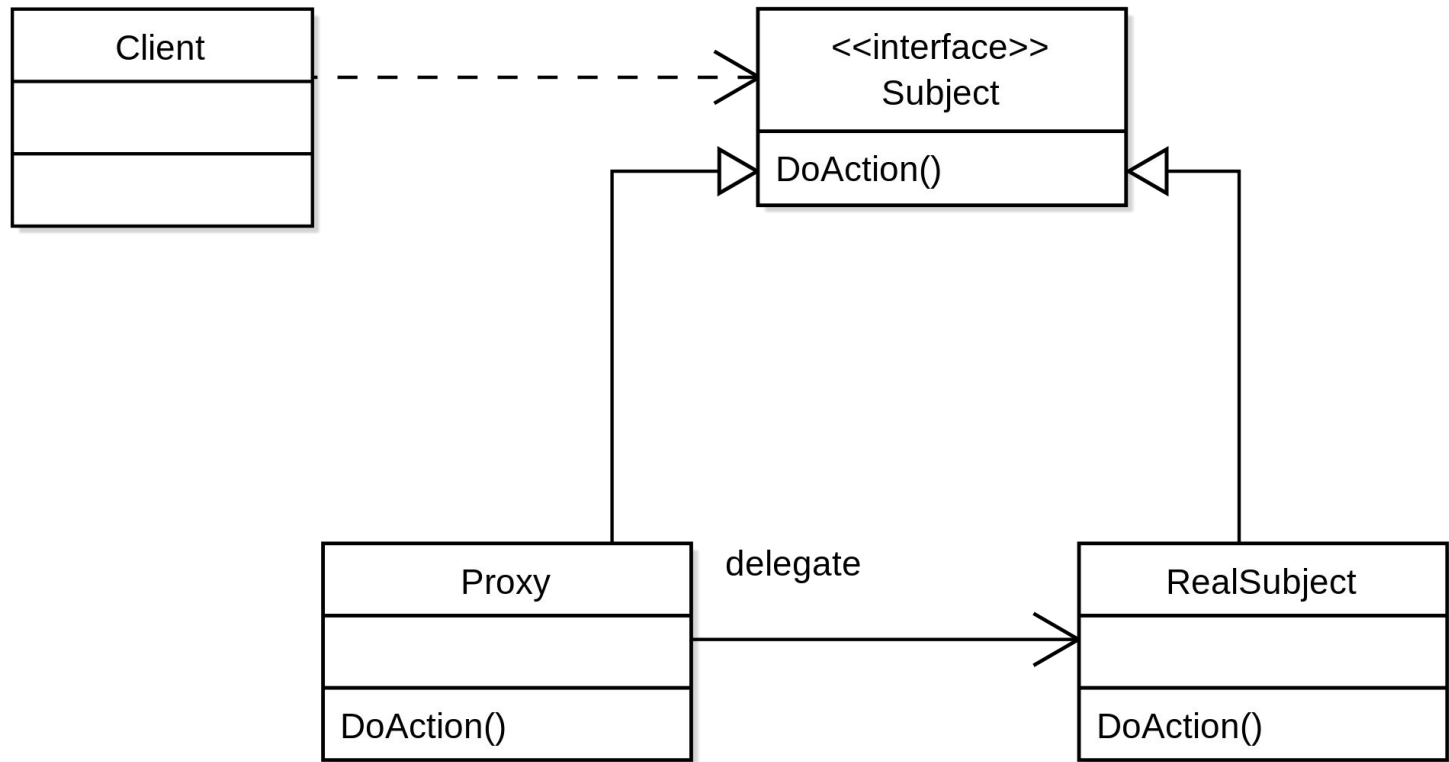 Client
<<interface>>
Subject
DoAction()
delegate
Proxy
RealSubject
DoAction()
DoAction()